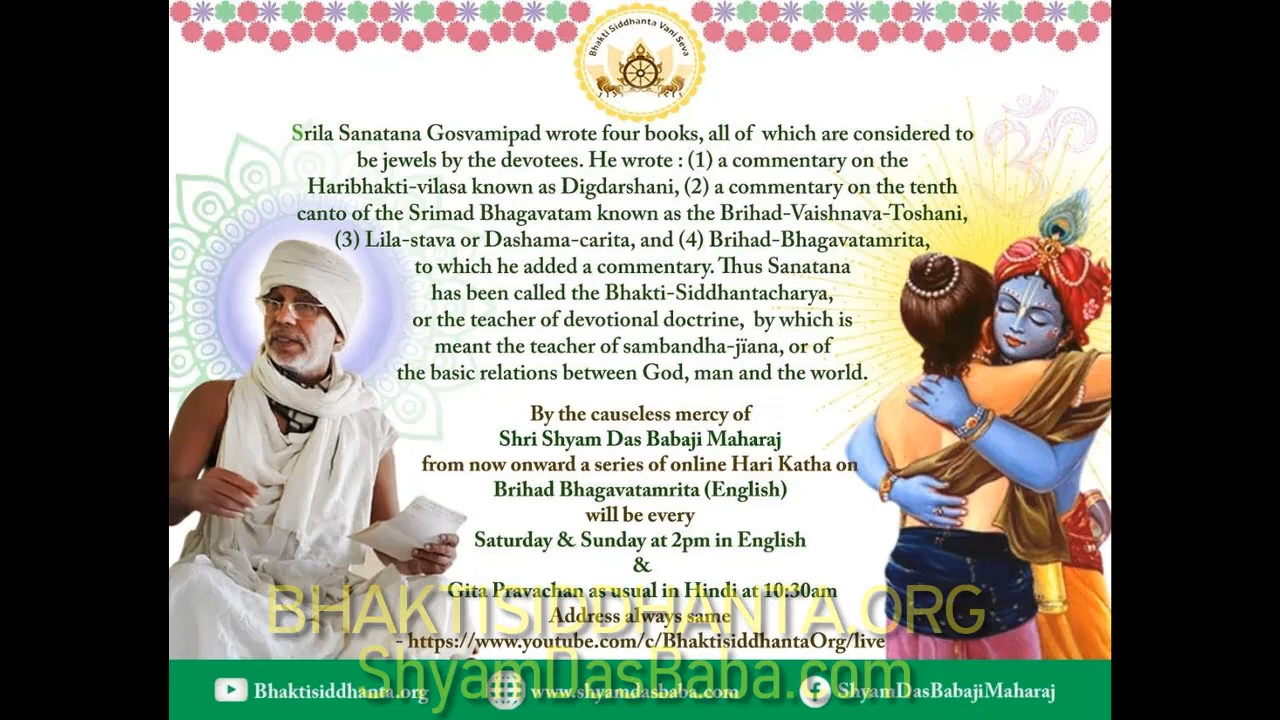 Bhakti Siddhanta Vani Seva
Srila Sanatana Gosvamipad wrote four books, all of which are considered to
be jewels by the devotees. He wrote : (1) a commentary on the
Haribhakti-vilasa known as Digdarshani, (2) a commentary on the tenth
canto of the Srimad Bhagavatam known as the Brihad-Vaishnava-Toshani,
(3) Lila-stava or Dashama-carita, and (4) Brihad-Bhagavatamrita,
to which he added a commentary. Thus Sanatana
has been called the Bhakti-Siddhantacharya,
or the teacher of devotional doctrine, by which is
meant the teacher of sambandha-jïana, or of
the basic relations between God, man and the world.
By the causeless mercy of
Shri Shyam Das Babaji Maharaj
from now onward a series of online Hari Katha on
Brihad Bhagavatamrita (English)
will be every
Saturday & Sunday at 2pm in English
&
Gita Pravachan as usual in Hindi at 10:30am
BHAKTISIDDHANTA.ORG
Address always same
- https://www.youtube.com/c/BhaktisiddhantaOrg/live
ShyamDasBaba.com
Bhaktisiddhanta.org
www.shyamdasbaba.com
ShyamDasBabajiMaharaj
ॐ